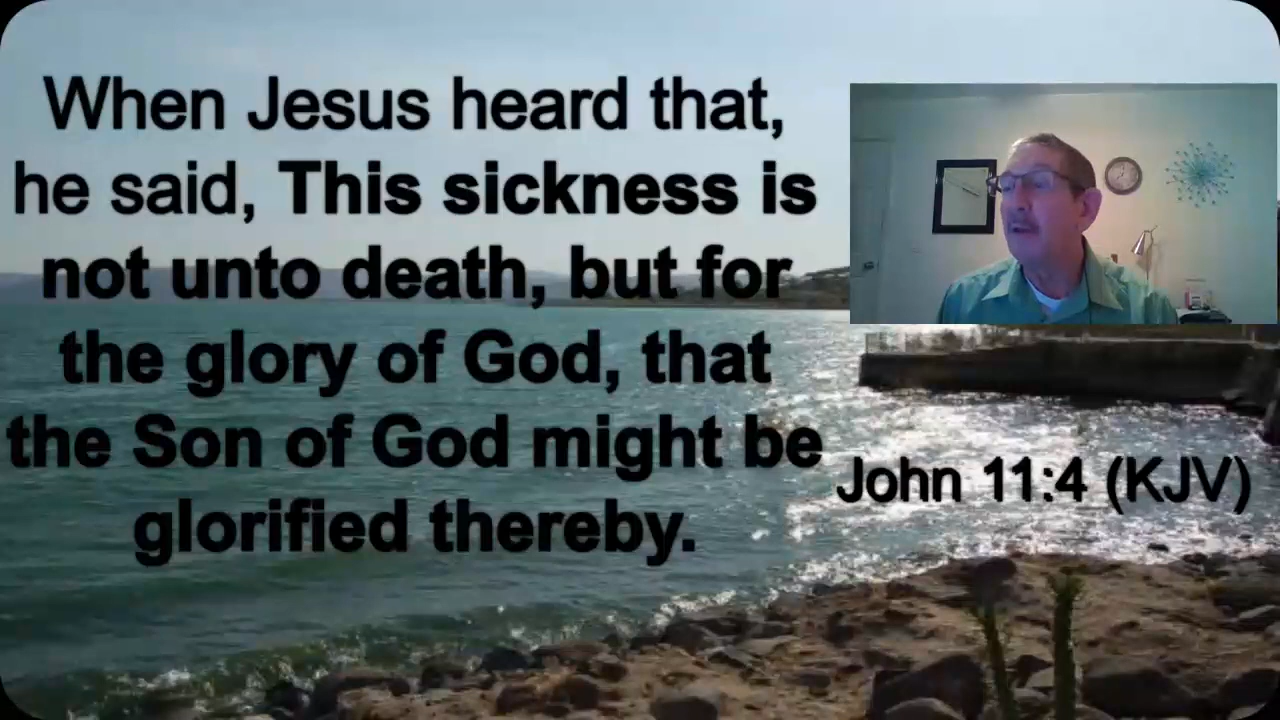 When Jesus heard that,
he said, This sickness is
not unto death, but for
the glory of God, that
the Son of God might be
glorified thereby.
John 11:4 (KJV)